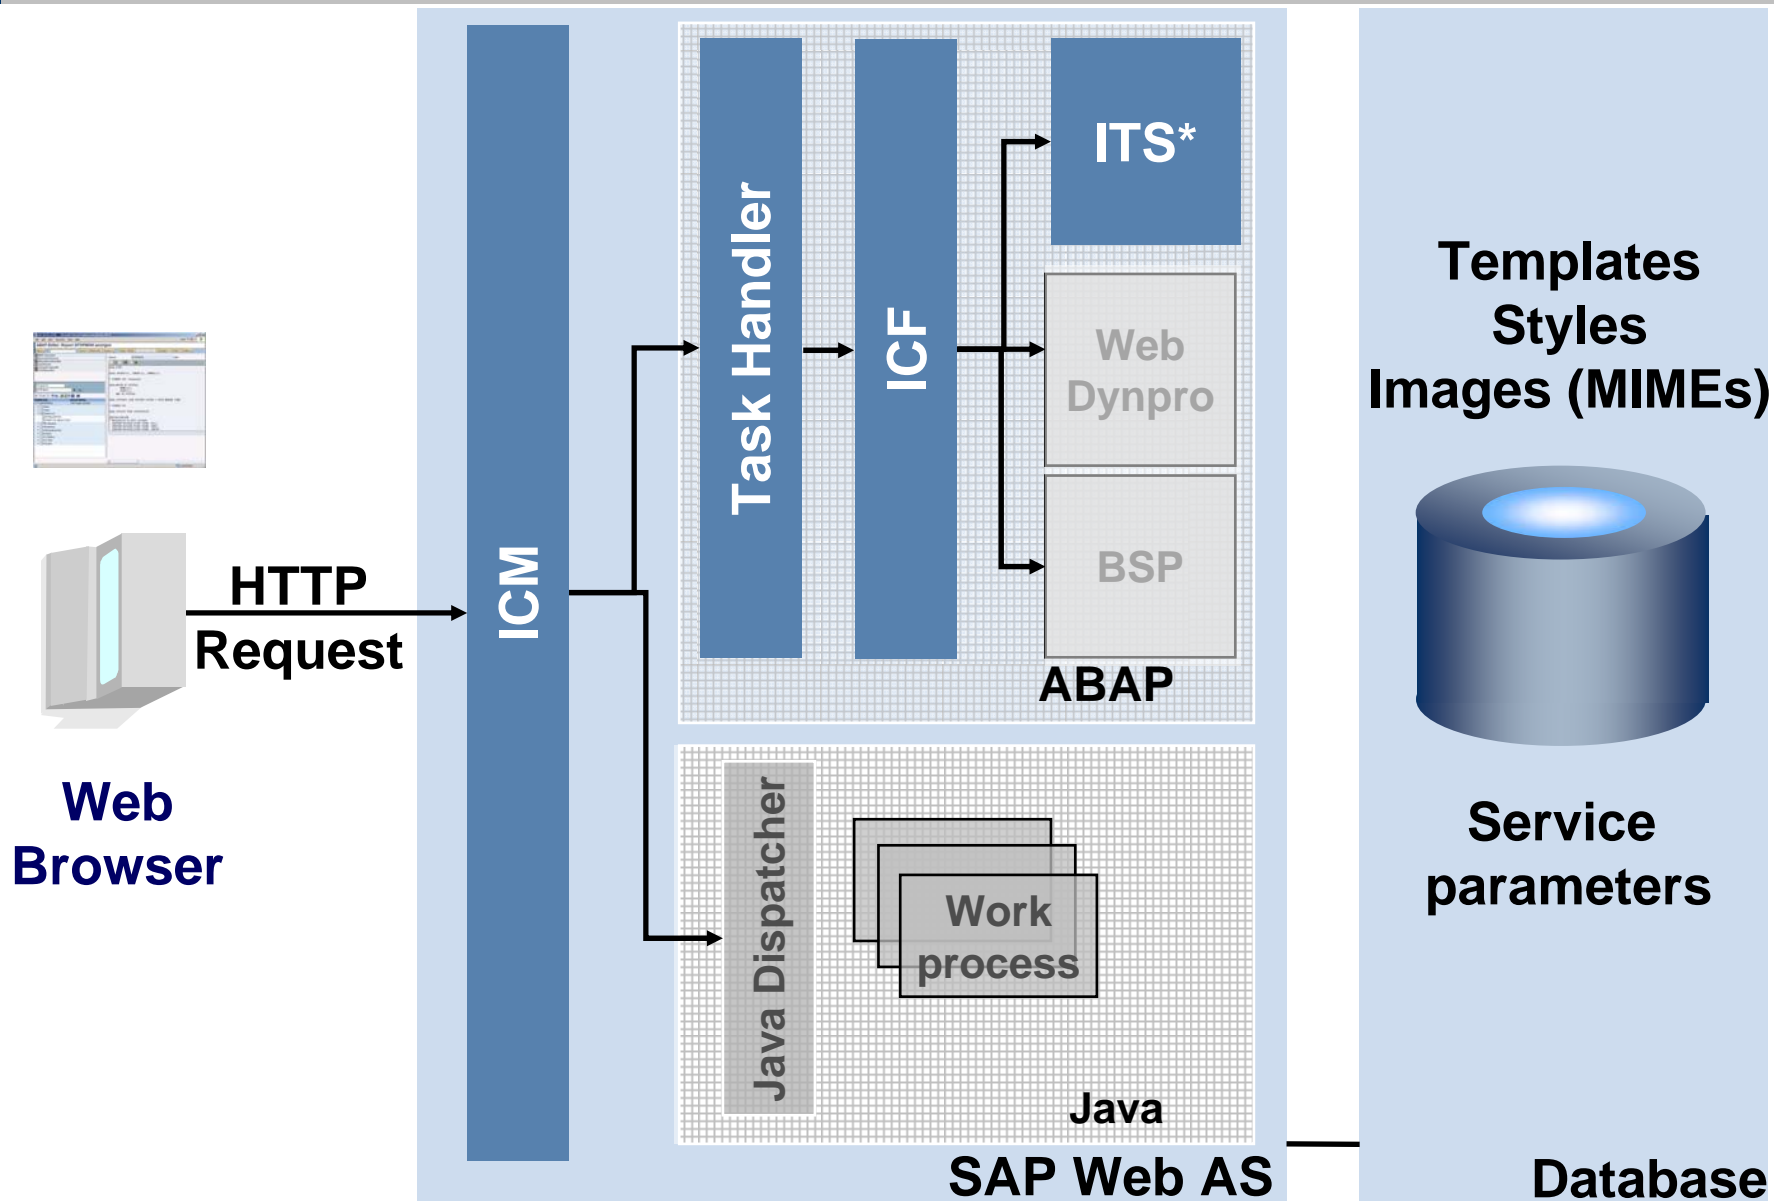 HTTP
Request
Web
Browser
ICM
Task Handler
ICF
ITS*
Web
Dynpro
BSP
ABAP
Java Dispatcher
Work
process
Java
SAP Web AS
Templates
Styles
Images (MIMEs)
Service
parameters
Database